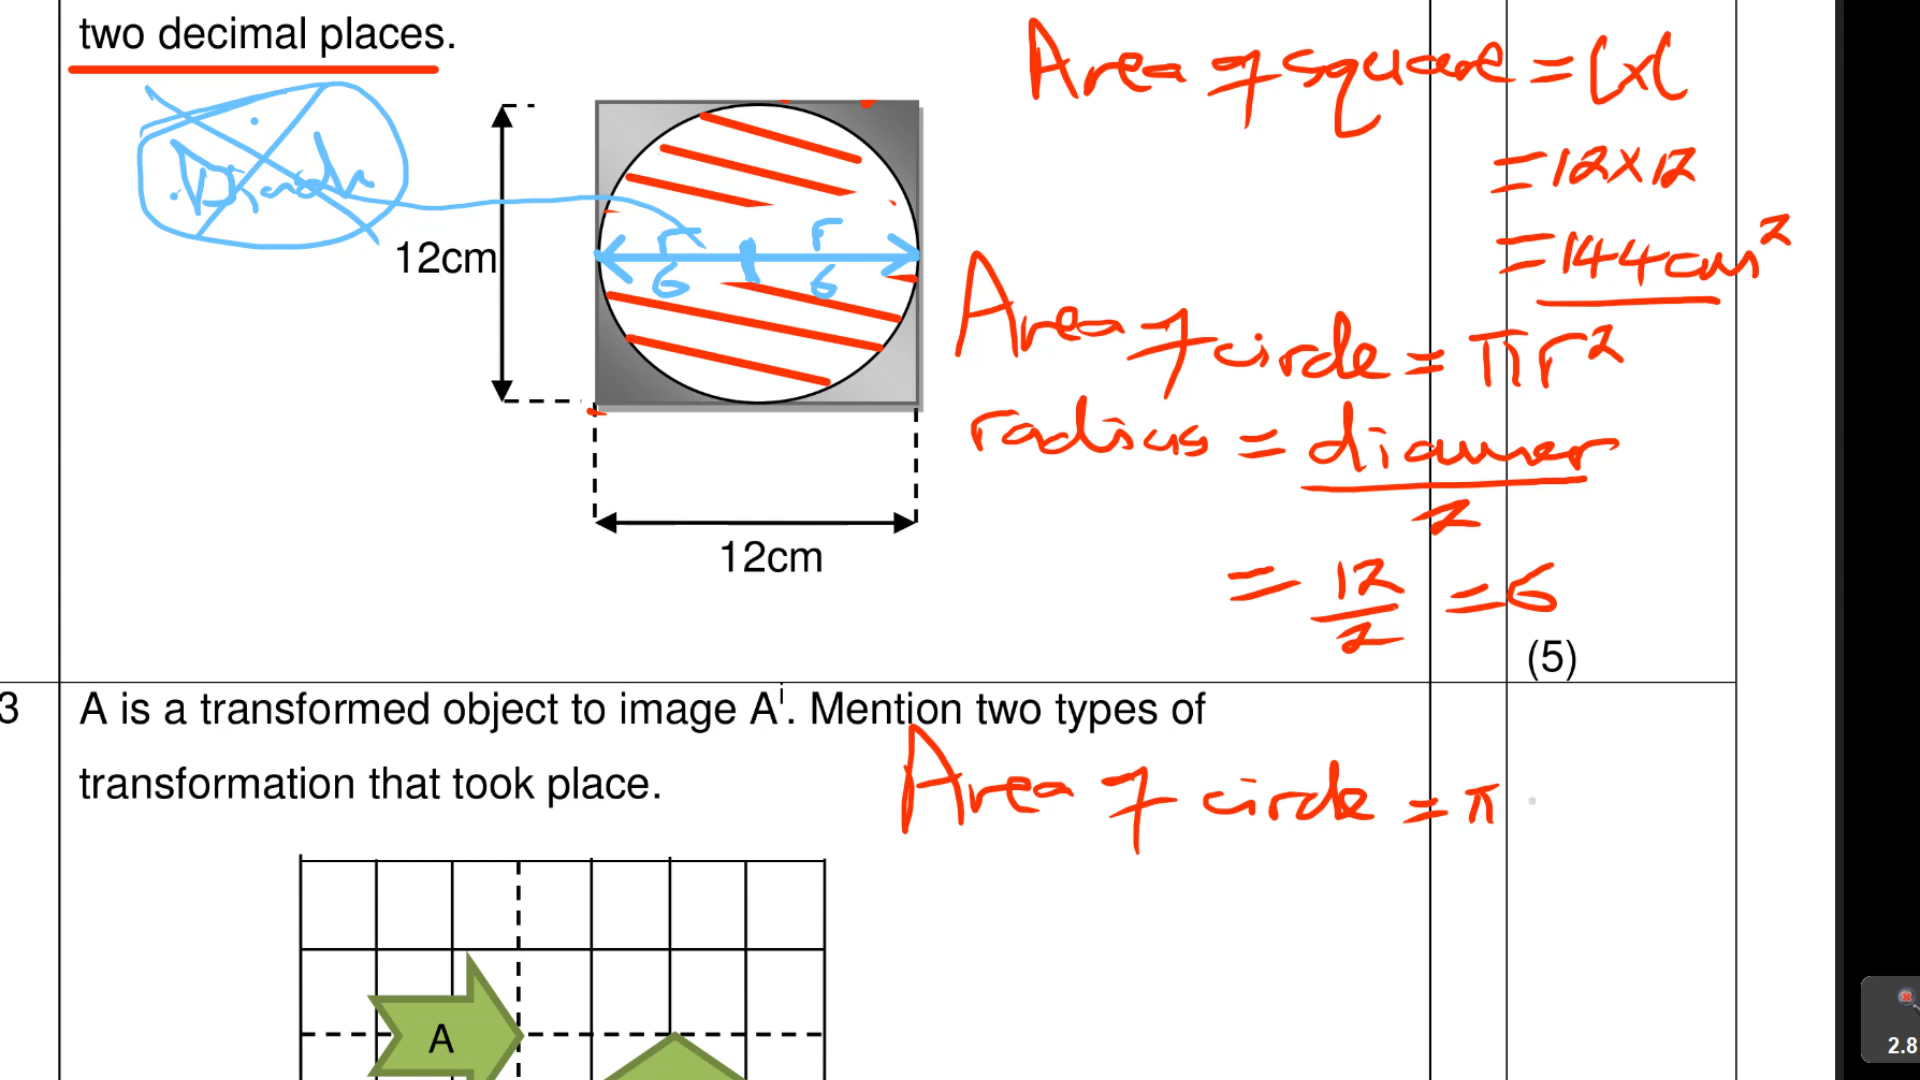 two decimal places.
Area of square = l×l
= 12×12
= 144cm²
12cm
r r
6 6
Area of circle = πr²
radius = diamer
2
12cm
= 12/2 = 6
(5)
3 A is a transformed object to image Aˡ. Mention two types of
transformation that took place.
Area of circle = π
A
2.8